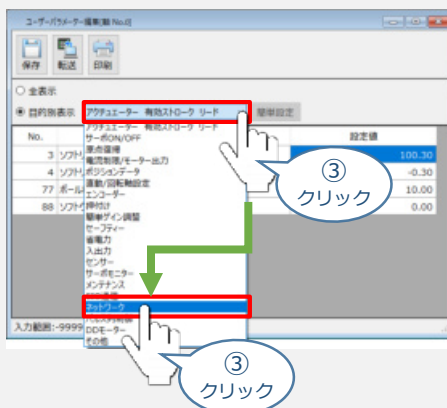 ユーザーパラメーター編集[軸 No.0]
保存 転送 印刷
全表示
目的別表示 アクチュエーター 有効ストローク リード 簡単設定
No. 設定値
アクチュエーター 有効ストローク リード
サーボON/OFF
3 ソフトリ 原点復帰 100.30
電流制限/モーター出力
4 ソフトリ ポジションデータ -0.30
直動/回転軸設定
77 ボール エンコーダー 10.00
押付け
88 ソフトウ 簡単ゲイン調整 0.00
セーフティー
省電力
入出力
センサー
サーボモニター
メンテナンス
ネットワーク
入力範囲:-9999
DDモーター
その他
③
クリック
③
クリック